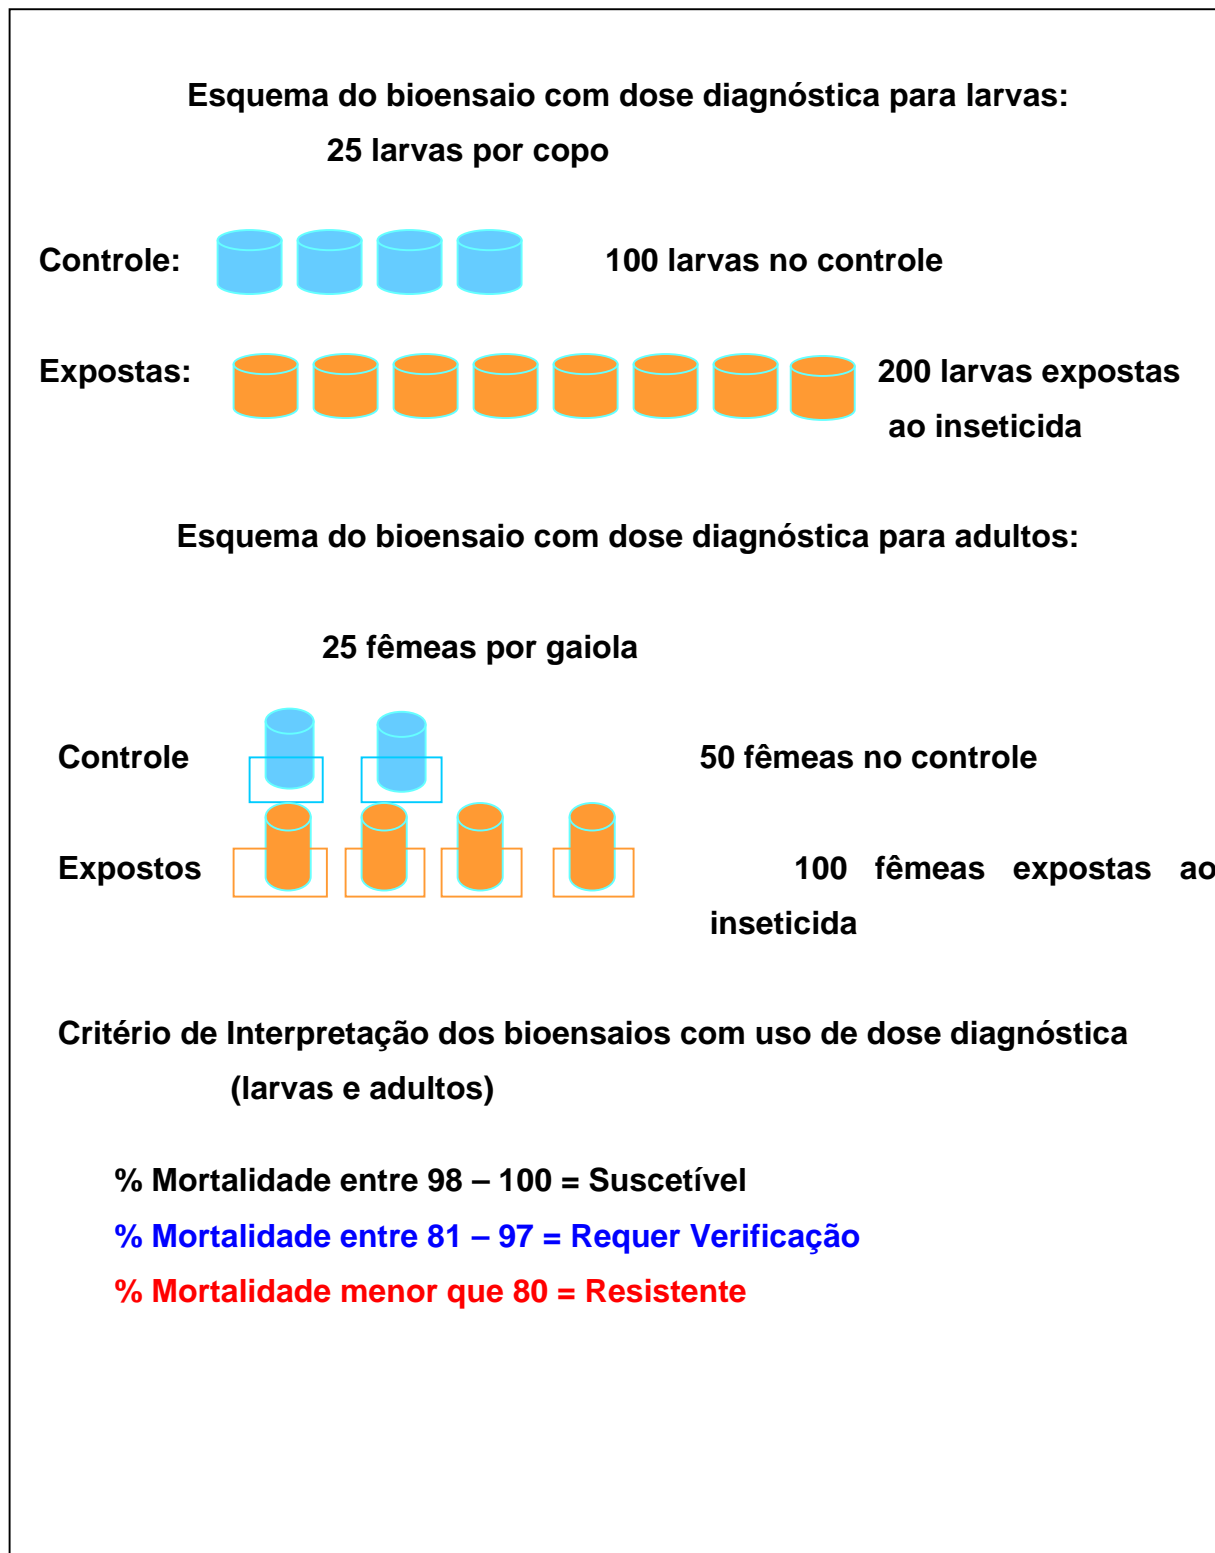 Esquema do bioensaio com dose diagnóstica para larvas:
25 larvas por copo
Controle: 100 larvas no controle
Expostas: 200 larvas expostas
ao inseticida
Esquema do bioensaio com dose diagnóstica para adultos:
25 fêmeas por gaiola
Controle 50 fêmeas no controle
Expostos 100 fêmeas expostas ao
inseticida
Critério de Interpretação dos bioensaios com uso de dose diagnóstica
(larvas e adultos)
% Mortalidade entre 98 – 100 = Suscetível
% Mortalidade entre 81 – 97 = Requer Verificação
% Mortalidade menor que 80 = Resistente